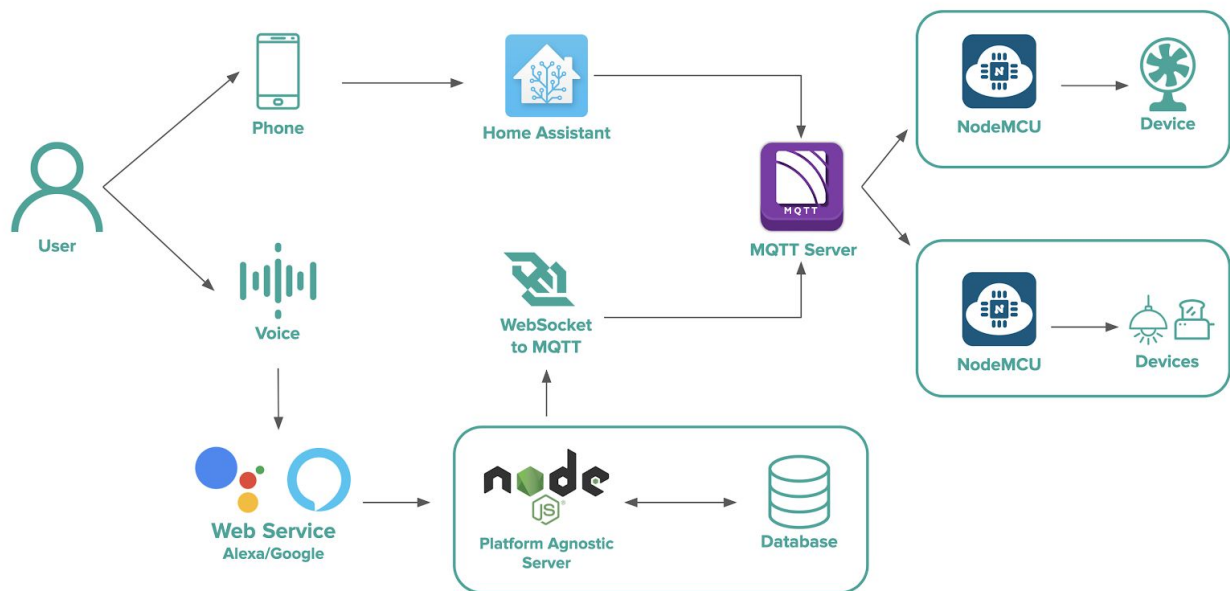 Phone
Home Assistant
NodeMCU
Device
User
MQTT
MQTT Server
Voice
WebSocket
to MQTT
N
NodeMCU
Devices
N
node
JS
Web Service
Alexa/Google
Platform Agnostic
Server
Database